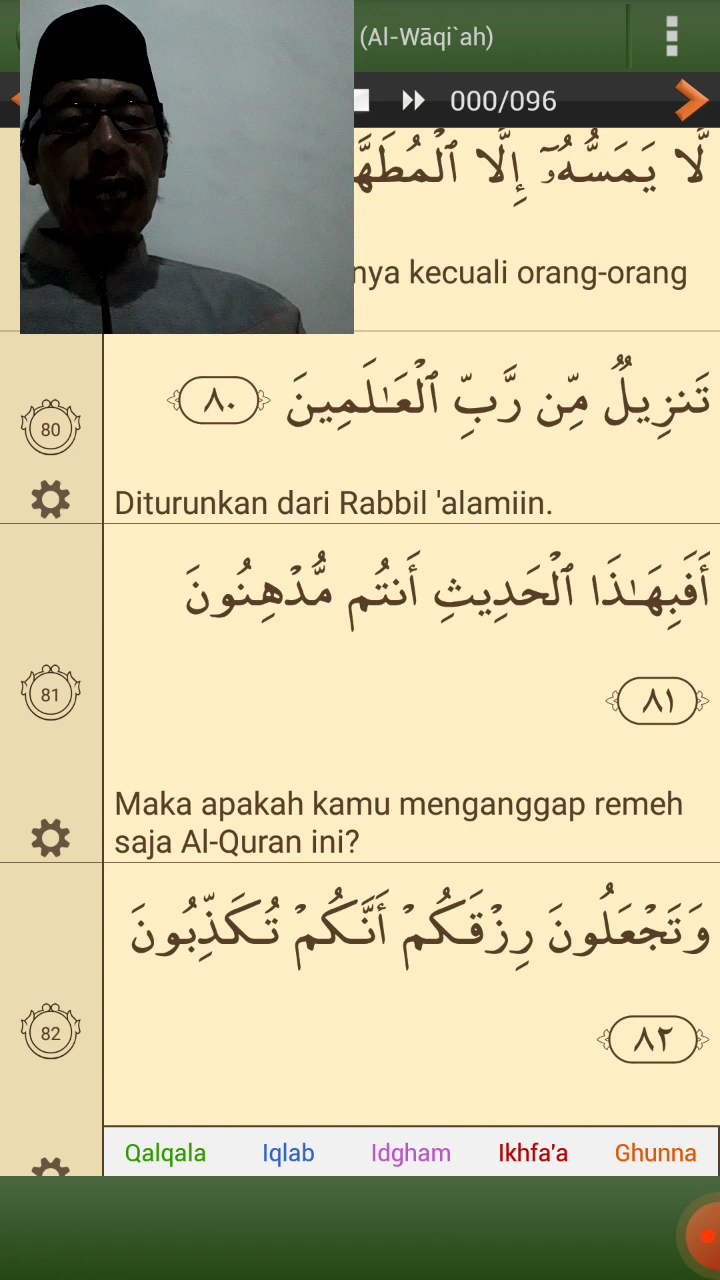 (Al-Wāqi`ah)
000/096
لَّا يَمَسُّهُۥٓ إِلَّا ٱلْمُطَهَّ
nya kecuali orang-orang
تَنزِيلٌ مِّن رَّبِّ ٱلْعَـٰلَمِينَ ٨٠
80
Diturunkan dari Rabbil 'alamiin.
أَفَبِهَـٰذَا ٱلْحَدِيثِ أَنتُم مُّدْهِنُونَ
٨١
81
Maka apakah kamu menganggap remeh
saja Al-Quran ini?
وَتَجْعَلُونَ رِزْقَكُمْ أَنَّكُمْ تُكَذِّبُونَ
٨٢
82
Qalqala Iqlab Idgham Ikhfa'a Ghunna